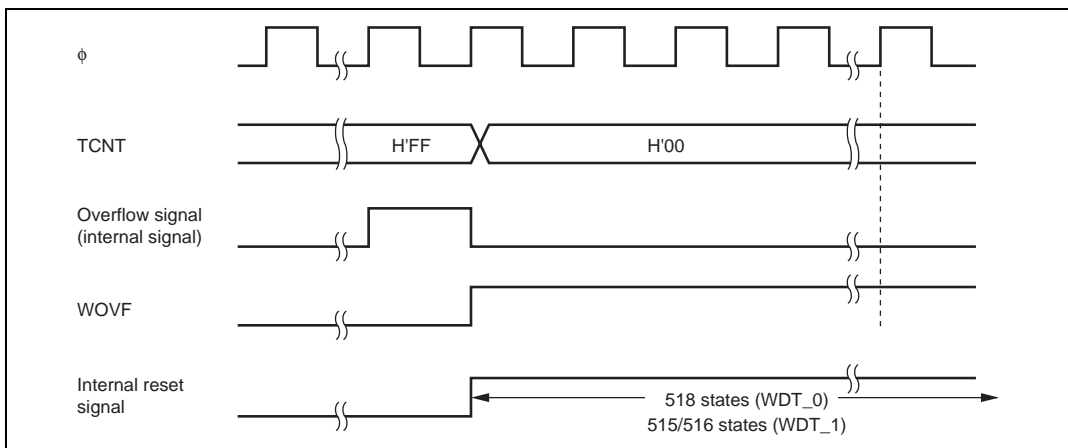 ϕ
TCNT
H'FF
H'00
Overflow signal
(internal signal)
WOVF
Internal reset
signal
518 states (WDT_0)
515/516 states (WDT_1)